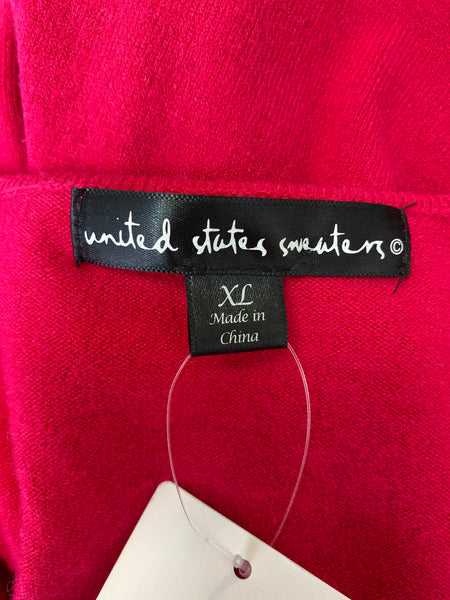 united states sweaters ©
XL
Made in
China